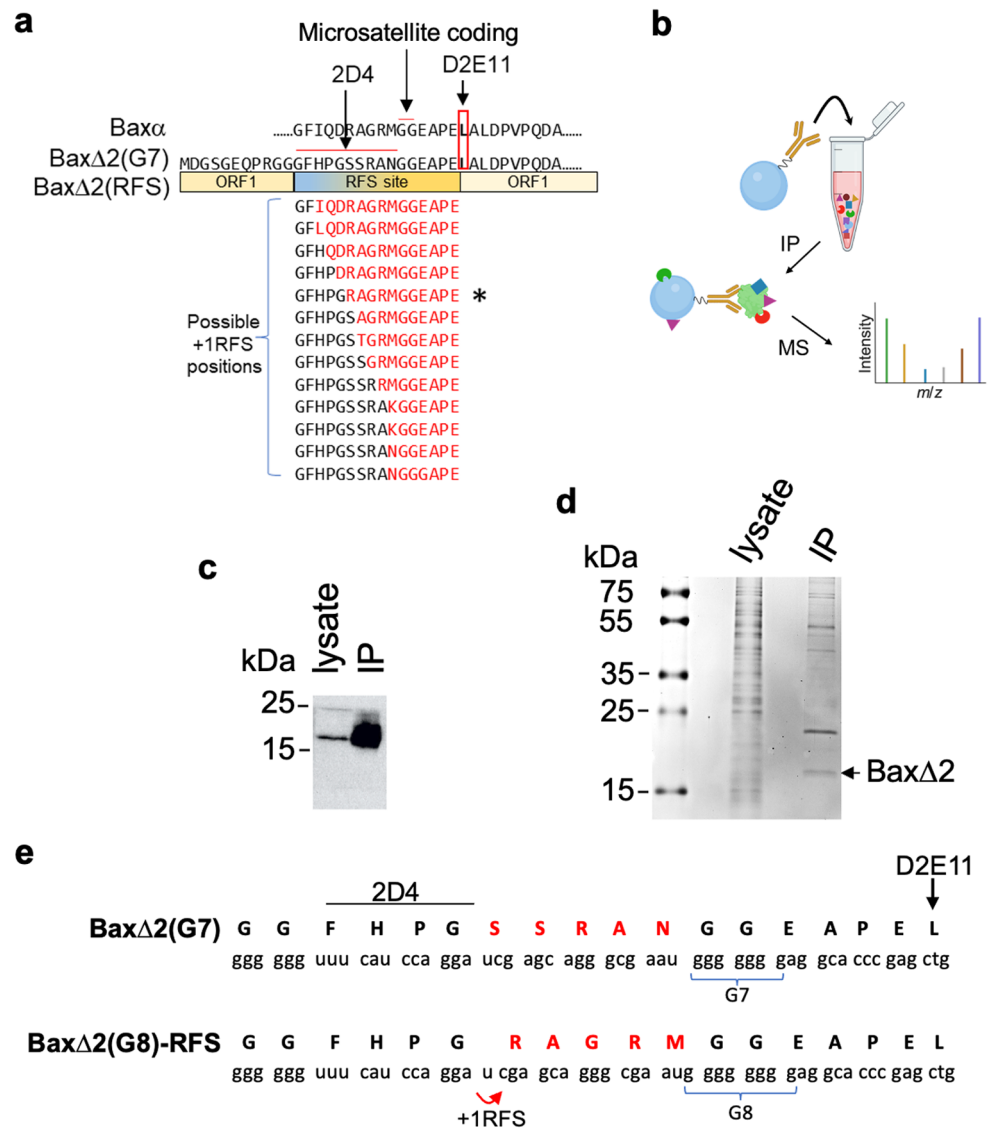 a
Microsatellite coding
2D4
D2E11
Baxα ......GFIQDRAGRMGGEAPELALDPVPQDA......
BaxΔ2(G7) MDGSGEQPRGGGFHPGSSRANGGEAPELALDPVPQDA......
BaxΔ2(RFS) ORF1 RFS site ORF1
GFIQDRAGRMGGEAPE
GFLQDRAGRMGGEAPE
GFHQDRAGRMGGEAPE
GFHPDRAGRMGGEAPE
GFHPGRAGRMGGEAPE *
GFHPGSAGRMGGEAPE
GFHPGSTGRMGGEAPE
GFHPGSSGRMGGEAPE
GFHPGSSRRMGGEAPE
GFHPGSSRAKGGEAPE
GFHPGSSRAKGGEAPE
GFHPGSSRANGGEAPE
GFHPGSSRANGGGAPE
Possible
+1RFS
positions
b
IP
MS
Intensity
m/z
c
kDa lysate IP
25
15
d
kDa lysate IP
75
55
35
25
15
BaxΔ2
e
D2E11
2D4
BaxΔ2(G7) G G F H P G S S R A N G G E A P E L
ggg ggg uuu cau cca gga ucg agc agg gcg aau ggg ggg gag gca ccc gag ctg
G7
BaxΔ2(G8)-RFS G G F H P G R A G R M G G E A P E L
ggg ggg uuu cau cca gga u cga gca ggg cga aug ggg ggg gag gca ccc gag ctg
+1RFS
G8